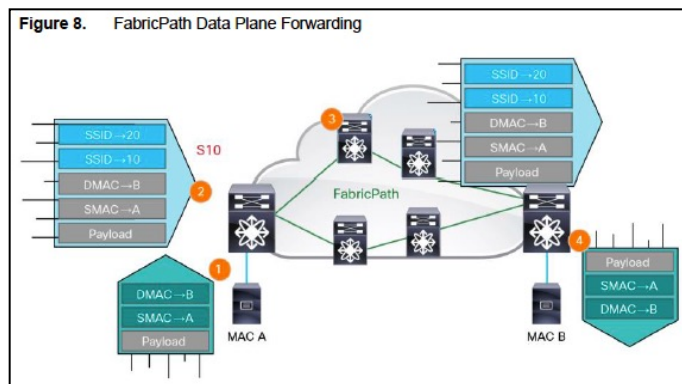 Figure 8. FabricPath Data Plane Forwarding
SSID→20
SSID→10
DMAC→B
SMAC→A
Payload
S10
2
3
SSID→20
SSID→10
DMAC→B
SMAC→A
Payload
FabricPath
1
DMAC→B
SMAC→A
Payload
MAC A
MAC B
4
Payload
SMAC→A
DMAC→B